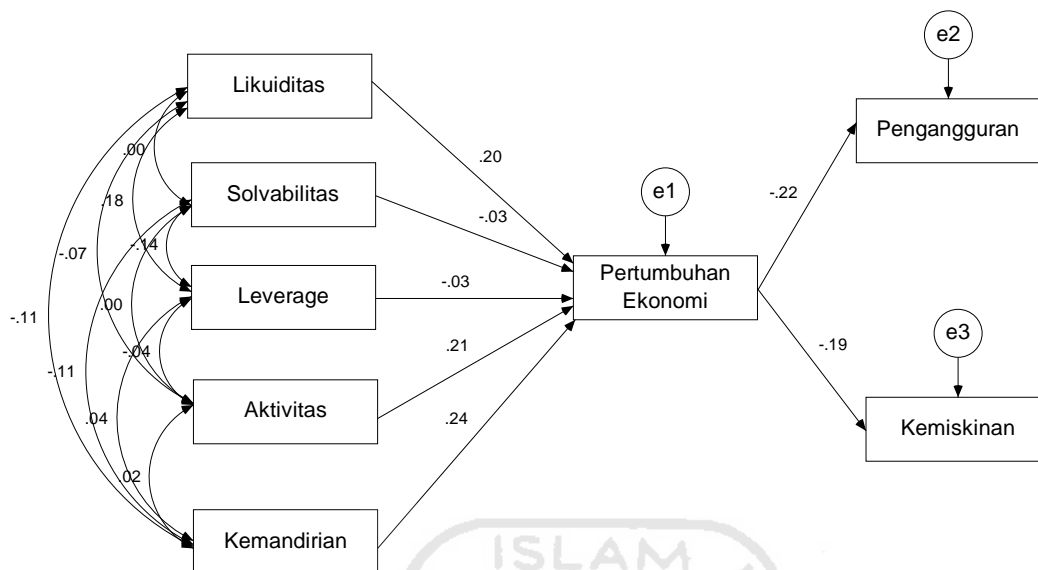 e2
Likuiditas
Pengangguran
.00
.20
Solvabilitas
e1
-.22
.18
-.03
-.14
-.07
Pertumbuhan
Ekonomi
Leverage
-.03
.00
-.11
e3
-.04
.21
-.19
-.11
Aktivitas
.04
.24
Kemiskinan
.02
Kemandirian
ISLAM